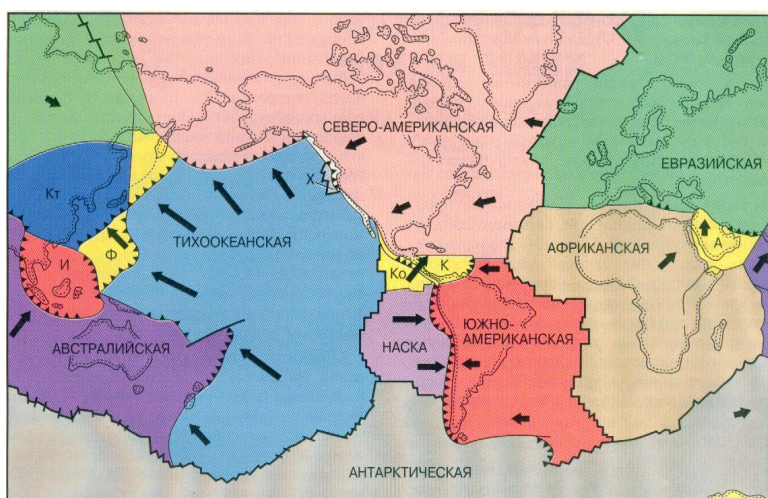 СЕВЕРО-АМЕРИКАНСКАЯ
ЕВРАЗИЙСКАЯ
Кт
Х
ТИХООКЕАНСКАЯ
Ф
И
Ко
К
АФРИКАНСКАЯ
А
АВСТРАЛИЙСКАЯ
НАСКА
ЮЖНО-
АМЕРИКАНСКАЯ
АНТАРКТИЧЕСКАЯ